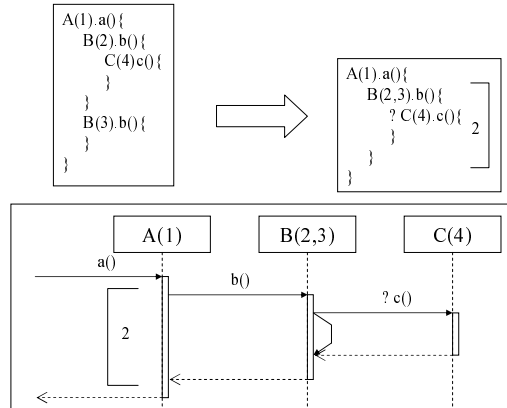 A(1).a(){
B(2).b(){
C(4)c(){
}
}
B(3).b(){
}
}
A(1).a(){
B(2,3).b(){
? C(4).c(){
}
}
}
2
A(1)
B(2,3)
C(4)
a()
b()
? c()
2